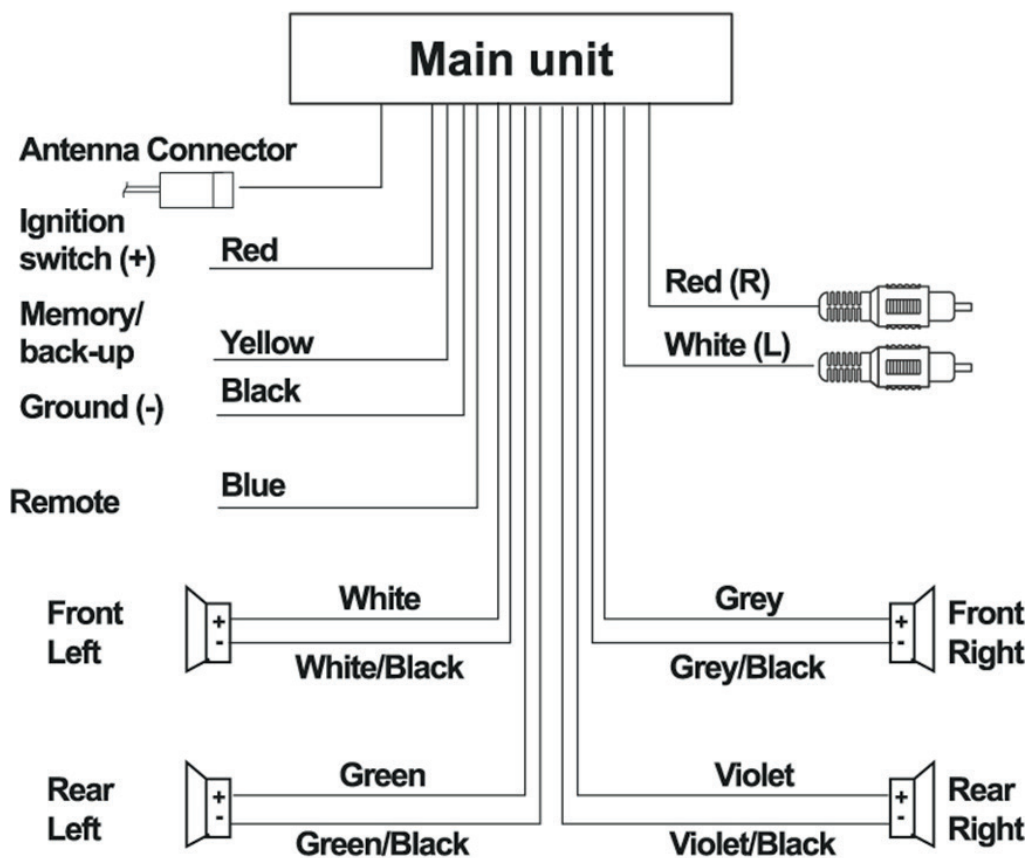 Main unit
Antenna Connector
Ignition
switch (+)
Red
Memory/
back-up
Yellow
Ground (-)
Black
Remote
Blue
Red (R)
White (L)
Front
Left
+
-
White
White/Black
Grey
Grey/Black
+
-
Front
Right
Rear
Left
+
-
Green
Green/Black
Violet
Violet/Black
+
-
Rear
Right